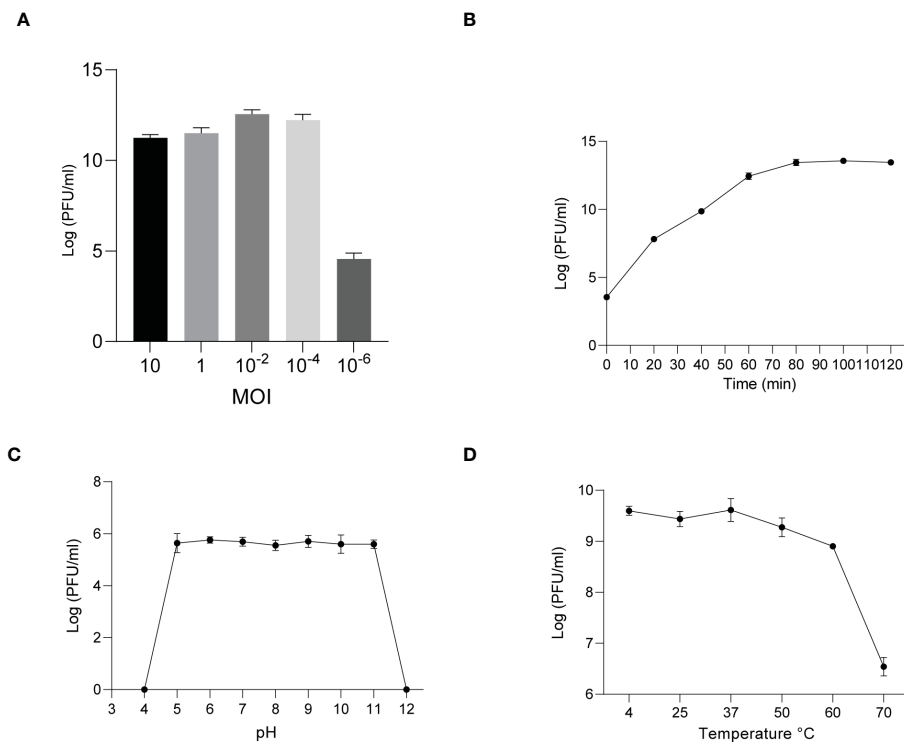 A
15
10
5
0
Log (PFU/ml)
10 1 10⁻² 10⁻⁴ 10⁻⁶
MOI
B
15
10
5
0
Log (PFU/ml)
0 10 20 30 40 50 60 70 80 90 100110120
Time (min)
C
8
6
4
2
0
Log (PFU/ml)
3 4 5 6 7 8 9 10 11 12
pH
D
10
9
8
7
6
Log (PFU/ml)
4 25 37 50 60 70
Temperature °C